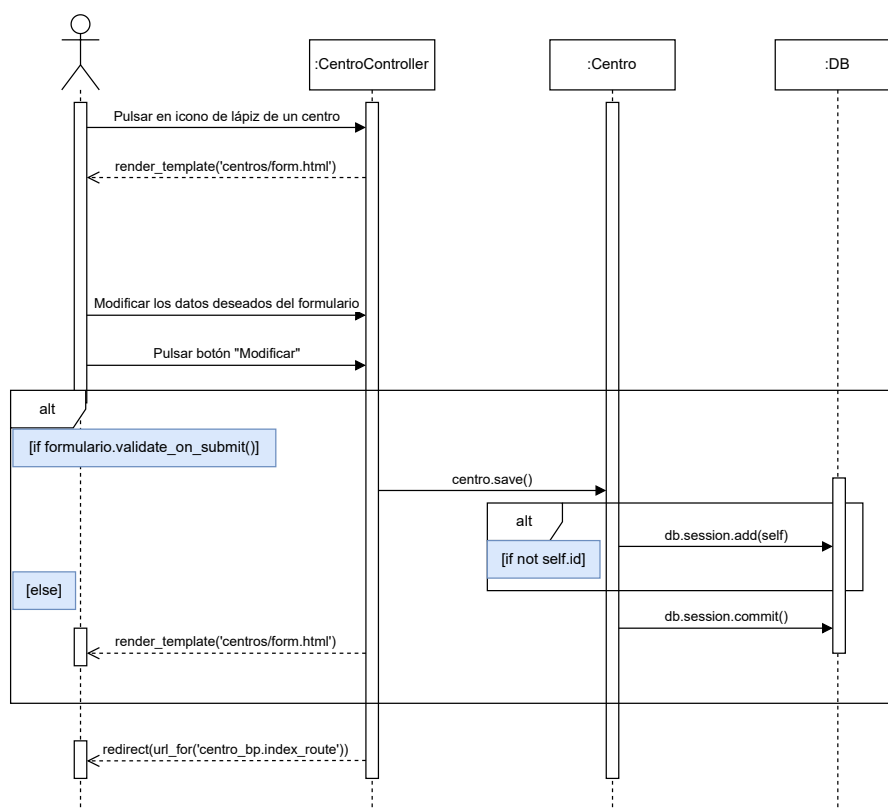 :CentroController
:Centro
:DB
Pulsar en icono de lápiz de un centro
render_template('centros/form.html')
Modificar los datos deseados del formulario
Pulsar botón "Modificar"
alt
[if formulario.validate_on_submit()]
centro.save()
alt
db.session.add(self)
[if not self.id]
[else]
db.session.commit()
render_template('centros/form.html')
redirect(url_for('centro_bp.index_route'))